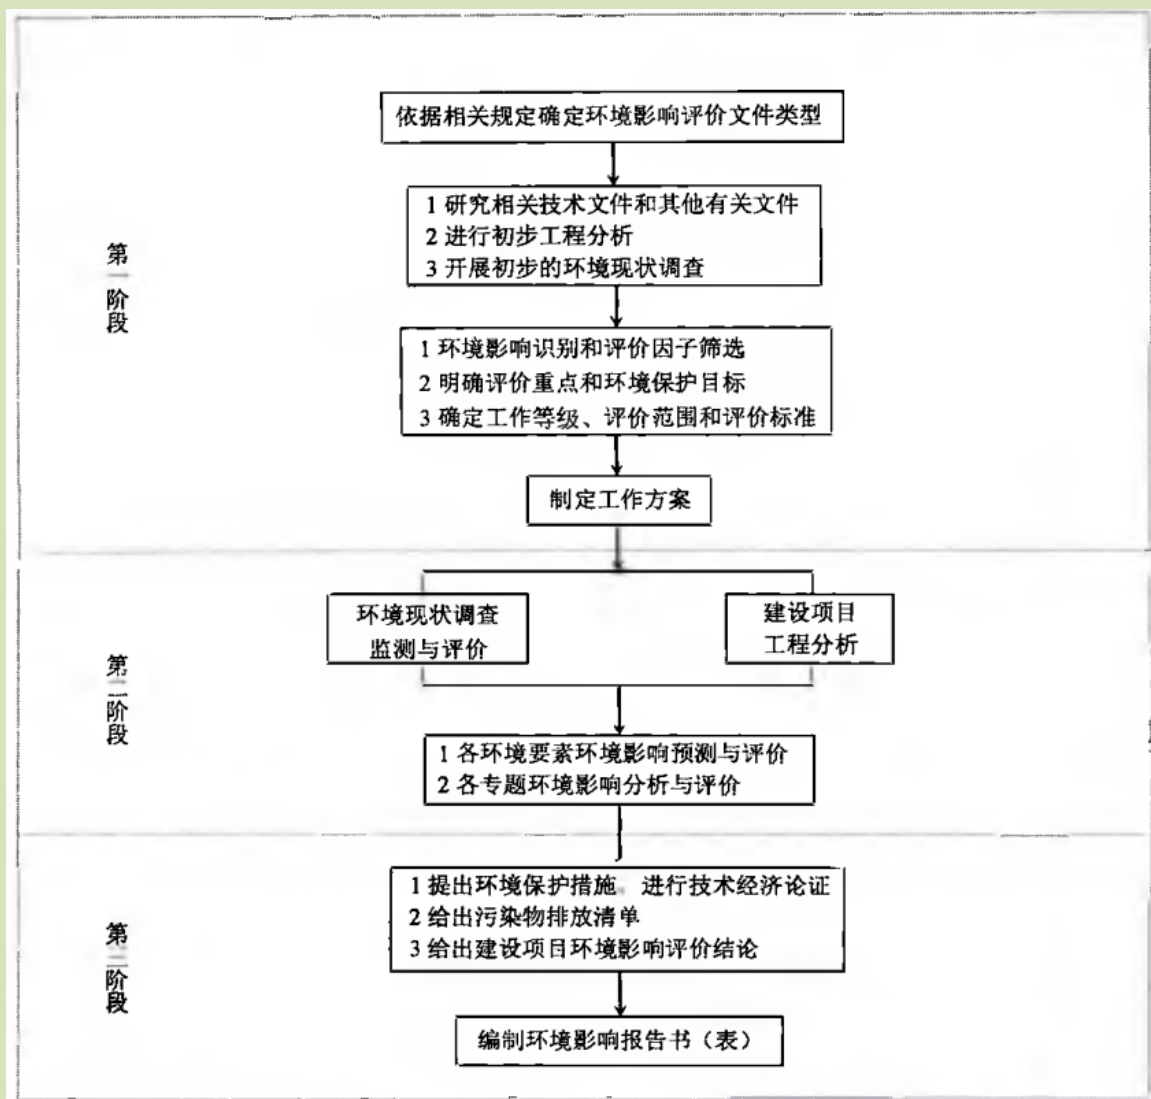 依据相关规定确定环境影响评价文件类型
1 研究相关技术文件和其他有关文件
2 进行初步工程分析
3 开展初步的环境现状调查
第一阶段
1 环境影响识别和评价因子筛选
2 明确评价重点和环境保护目标
3 确定工作等级、评价范围和评价标准
制定工作方案
环境现状调查
监测与评价
建设项目
工程分析
第二阶段
1 各环境要素环境影响预测与评价
2 各专题环境影响分析与评价
1 提出环境保护措施 进行技术经济论证
2 给出污染物排放清单
3 给出建设项目环境影响评价结论
第三阶段
编制环境影响报告书（表）